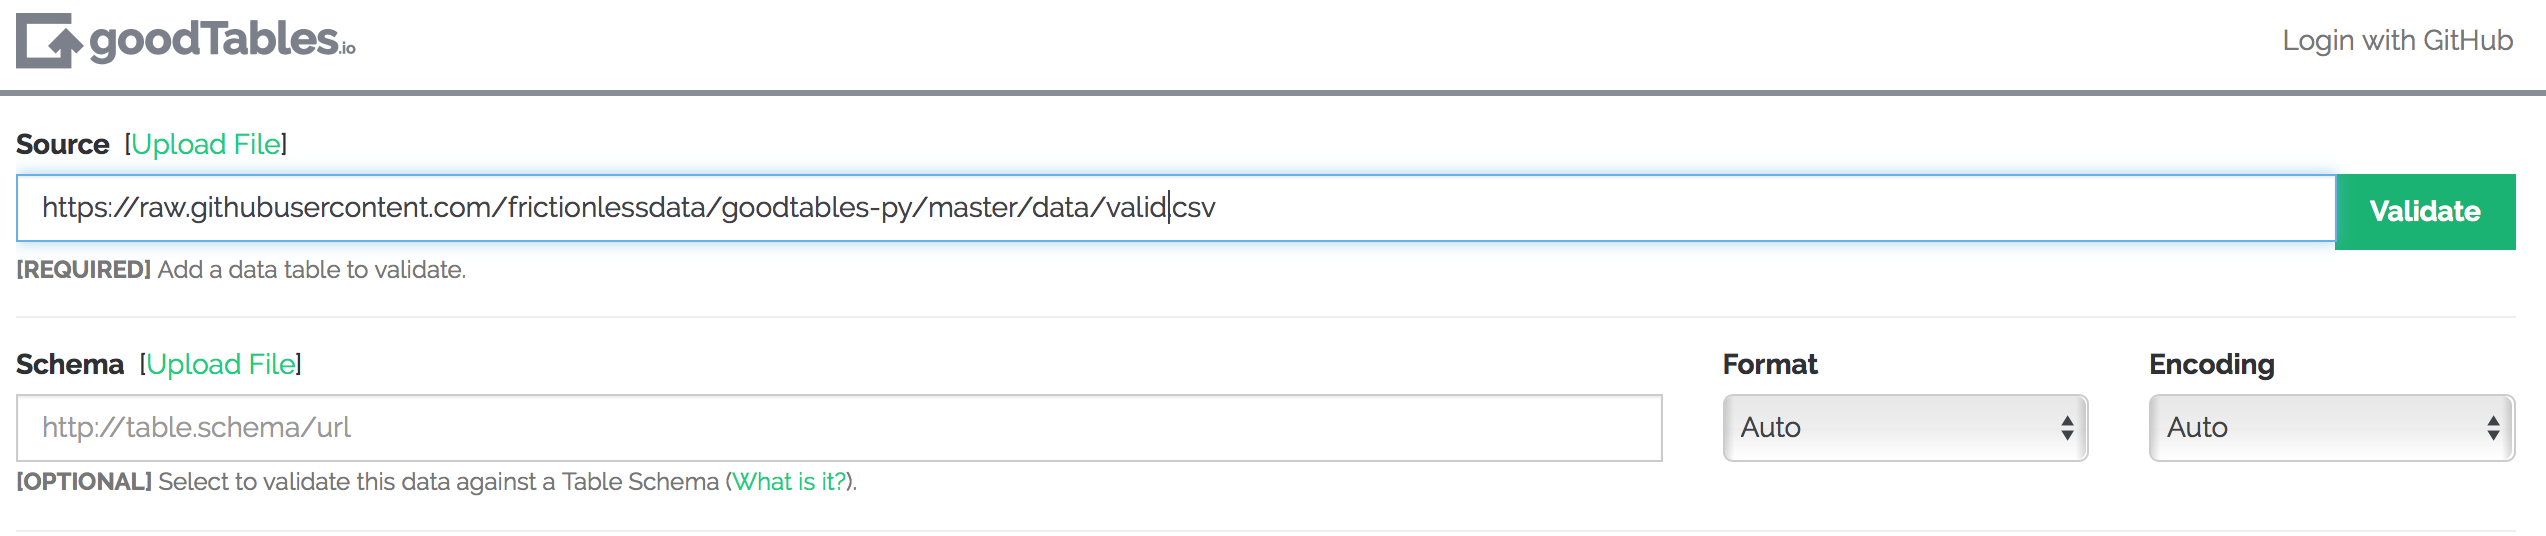 goodTables.io
Login with GitHub
Source [Upload File]
https://raw.githubusercontent.com/frictionlessdata/goodtables-py/master/data/valid.csv
Validate
[REQUIRED] Add a data table to validate.
Schema [Upload File]
Format
Encoding
http://table.schema/url
Auto
Auto
[OPTIONAL] Select to validate this data against a Table Schema (What is it?).